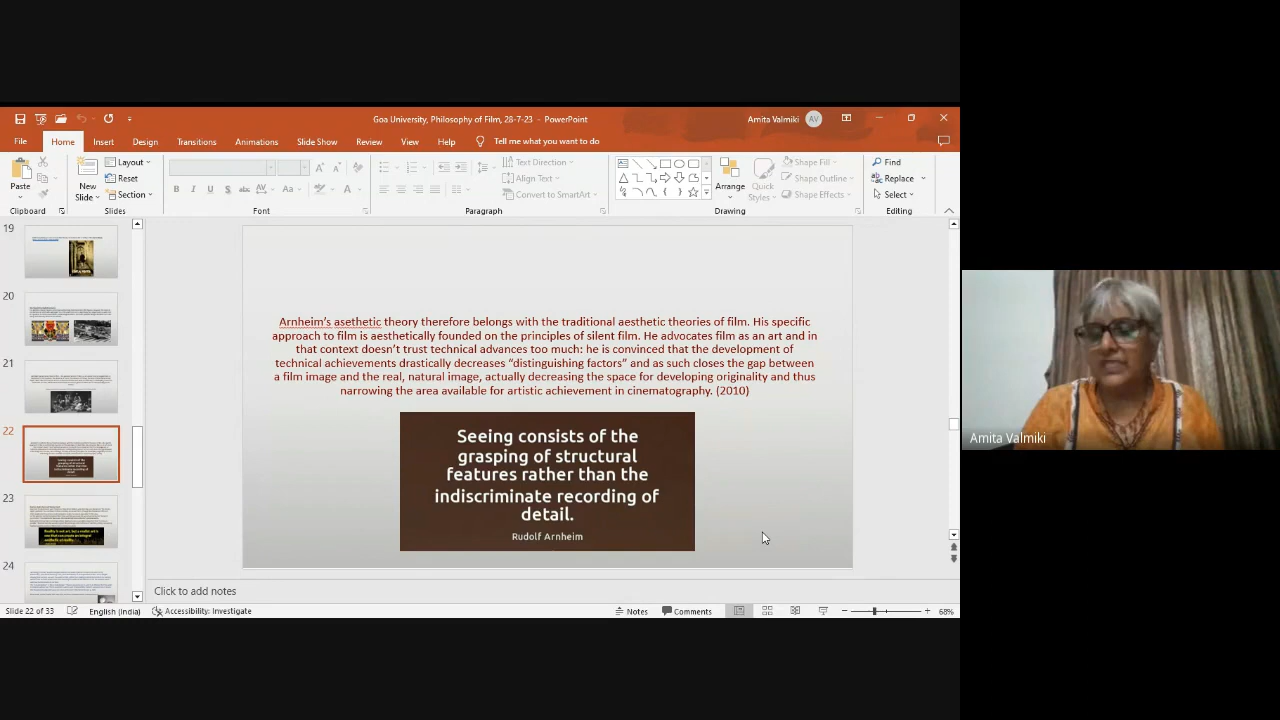 Goa University, Philosophy of Film, 28-7-23 – PowerPoint
Amita Valmiki
AV
File
Home
Insert
Design
Transitions
Animations
Slide Show
Review
View
Help
Tell me what you want to do
Paste
Clipboard
New
Slide
Layout
Reset
Section
Slides
Font
Text Direction
Align Text
Convert to SmartArt
Paragraph
Arrange
Quick
Styles
Shape Fill
Shape Outline
Shape Effects
Drawing
Find
Replace
Select
Editing
19
20
21
22
23
24
Arnheim's asethetic theory therefore belongs with the traditional aesthetic theories of film. His specific
approach to film is aesthetically founded on the principles of silent film. He advocates film as an art and in
that context doesn't trust technical advances too much: he is convinced that the development of
technical achievements drastically decreases “distinguishing factors” and as such closes the gap between
a film image and the real, natural image, actually decreasing the space for developing originality and thus
narrowing the area available for artistic achievement in cinematography. (2010)
Seeing consists of the
grasping of structural
features rather than the
indiscriminate recording of
detail.
Rudolf Arnheim
Click to add notes
Slide 22 of 33
English (India)
Accessibility: Investigate
Notes
Comments
68%
Amita Valmiki